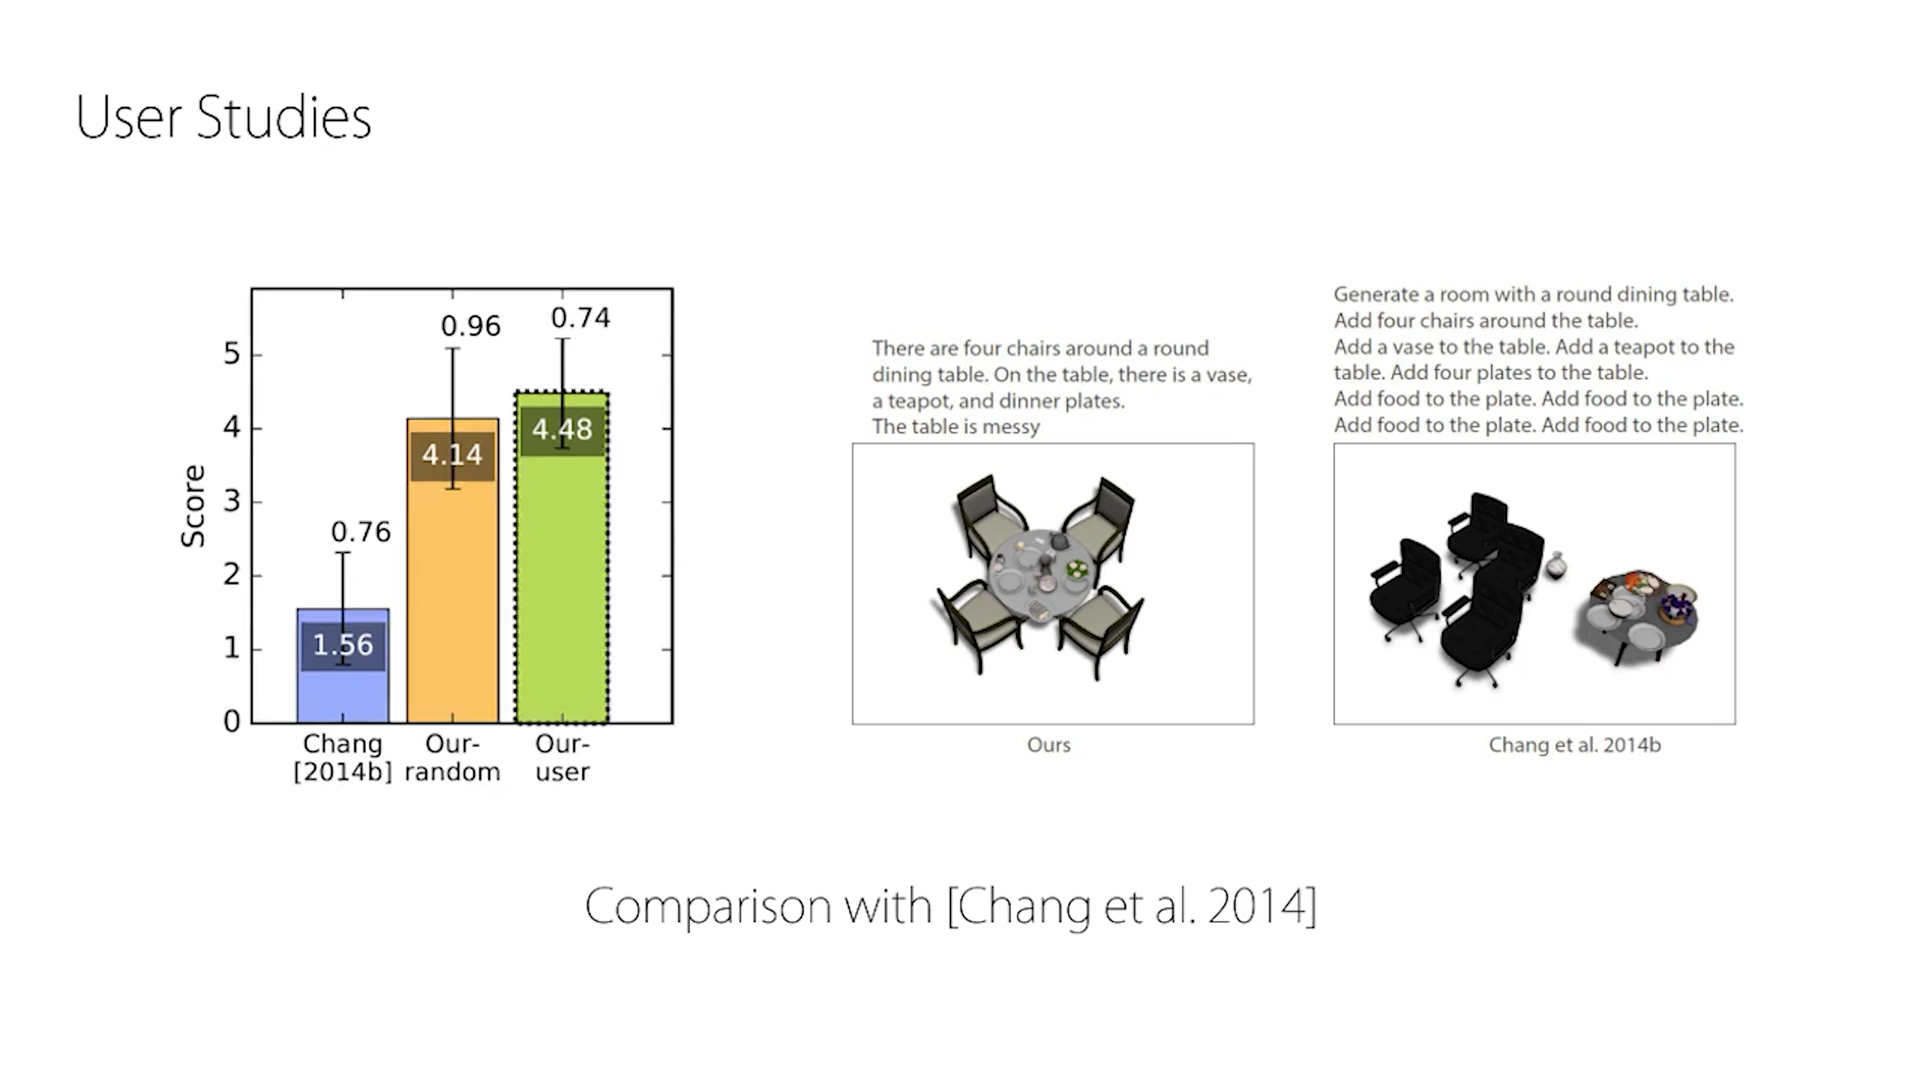 User Studies
Score
5
4
3
2
1
0
0.76
0.96
0.74
1.56
4.14
4.48
Chang
[2014b]
Our-
random
Our-
user
There are four chairs around a round
dining table. On the table, there is a vase,
a teapot, and dinner plates.
The table is messy
Ours
Generate a room with a round dining table.
Add four chairs around the table.
Add a vase to the table. Add a teapot to the
table. Add four plates to the table.
Add food to the plate. Add food to the plate.
Add food to the plate. Add food to the plate.
Chang et al. 2014b
Comparison with [Chang et al. 2014]